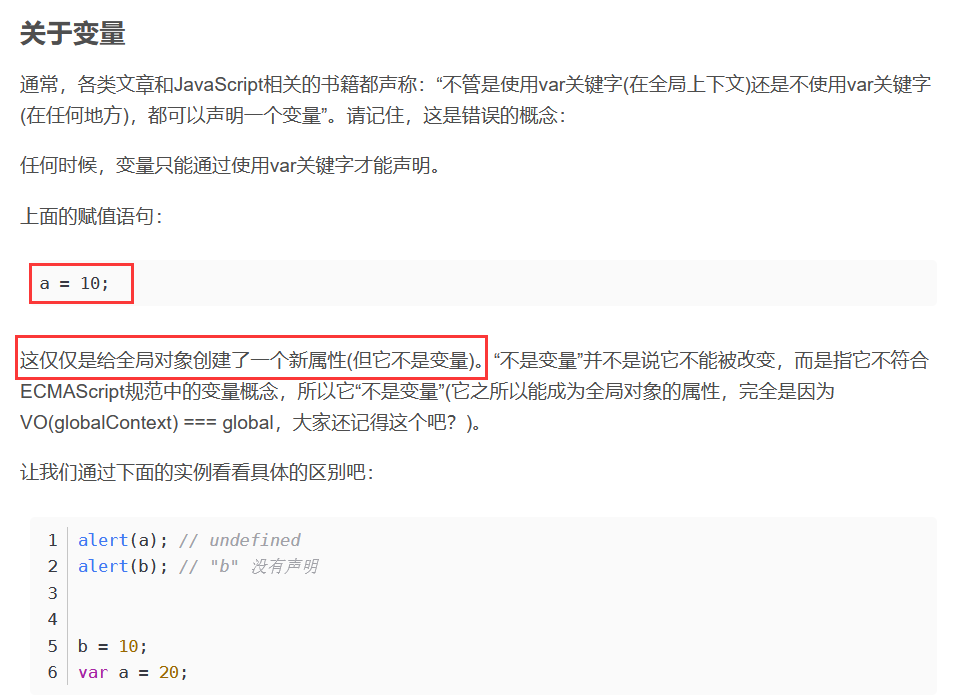 关于变量
通常，各类文章和JavaScript相关的书籍都声称：“不管是使用var关键字(在全局上下文)还是不使用var关键字
(在任何地方)，都可以声明一个变量”。请记住，这是错误的概念：
任何时候，变量只能通过使用var关键字才能声明。
上面的赋值语句：
a = 10;
这仅仅是给全局对象创建了一个新属性(但它不是变量)。“不是变量”并不是说它不能被改变，而是指它不符合
ECMAScript规范中的变量概念，所以它“不是变量”(它之所以能成为全局对象的属性，完全是因为
VO(globalContext) === global，大家还记得这个吧？)。
让我们通过下面的实例看看具体的区别吧：
1 alert(a); // undefined
2 alert(b); // "b" 没有声明
3
4
5 b = 10;
6 var a = 20;